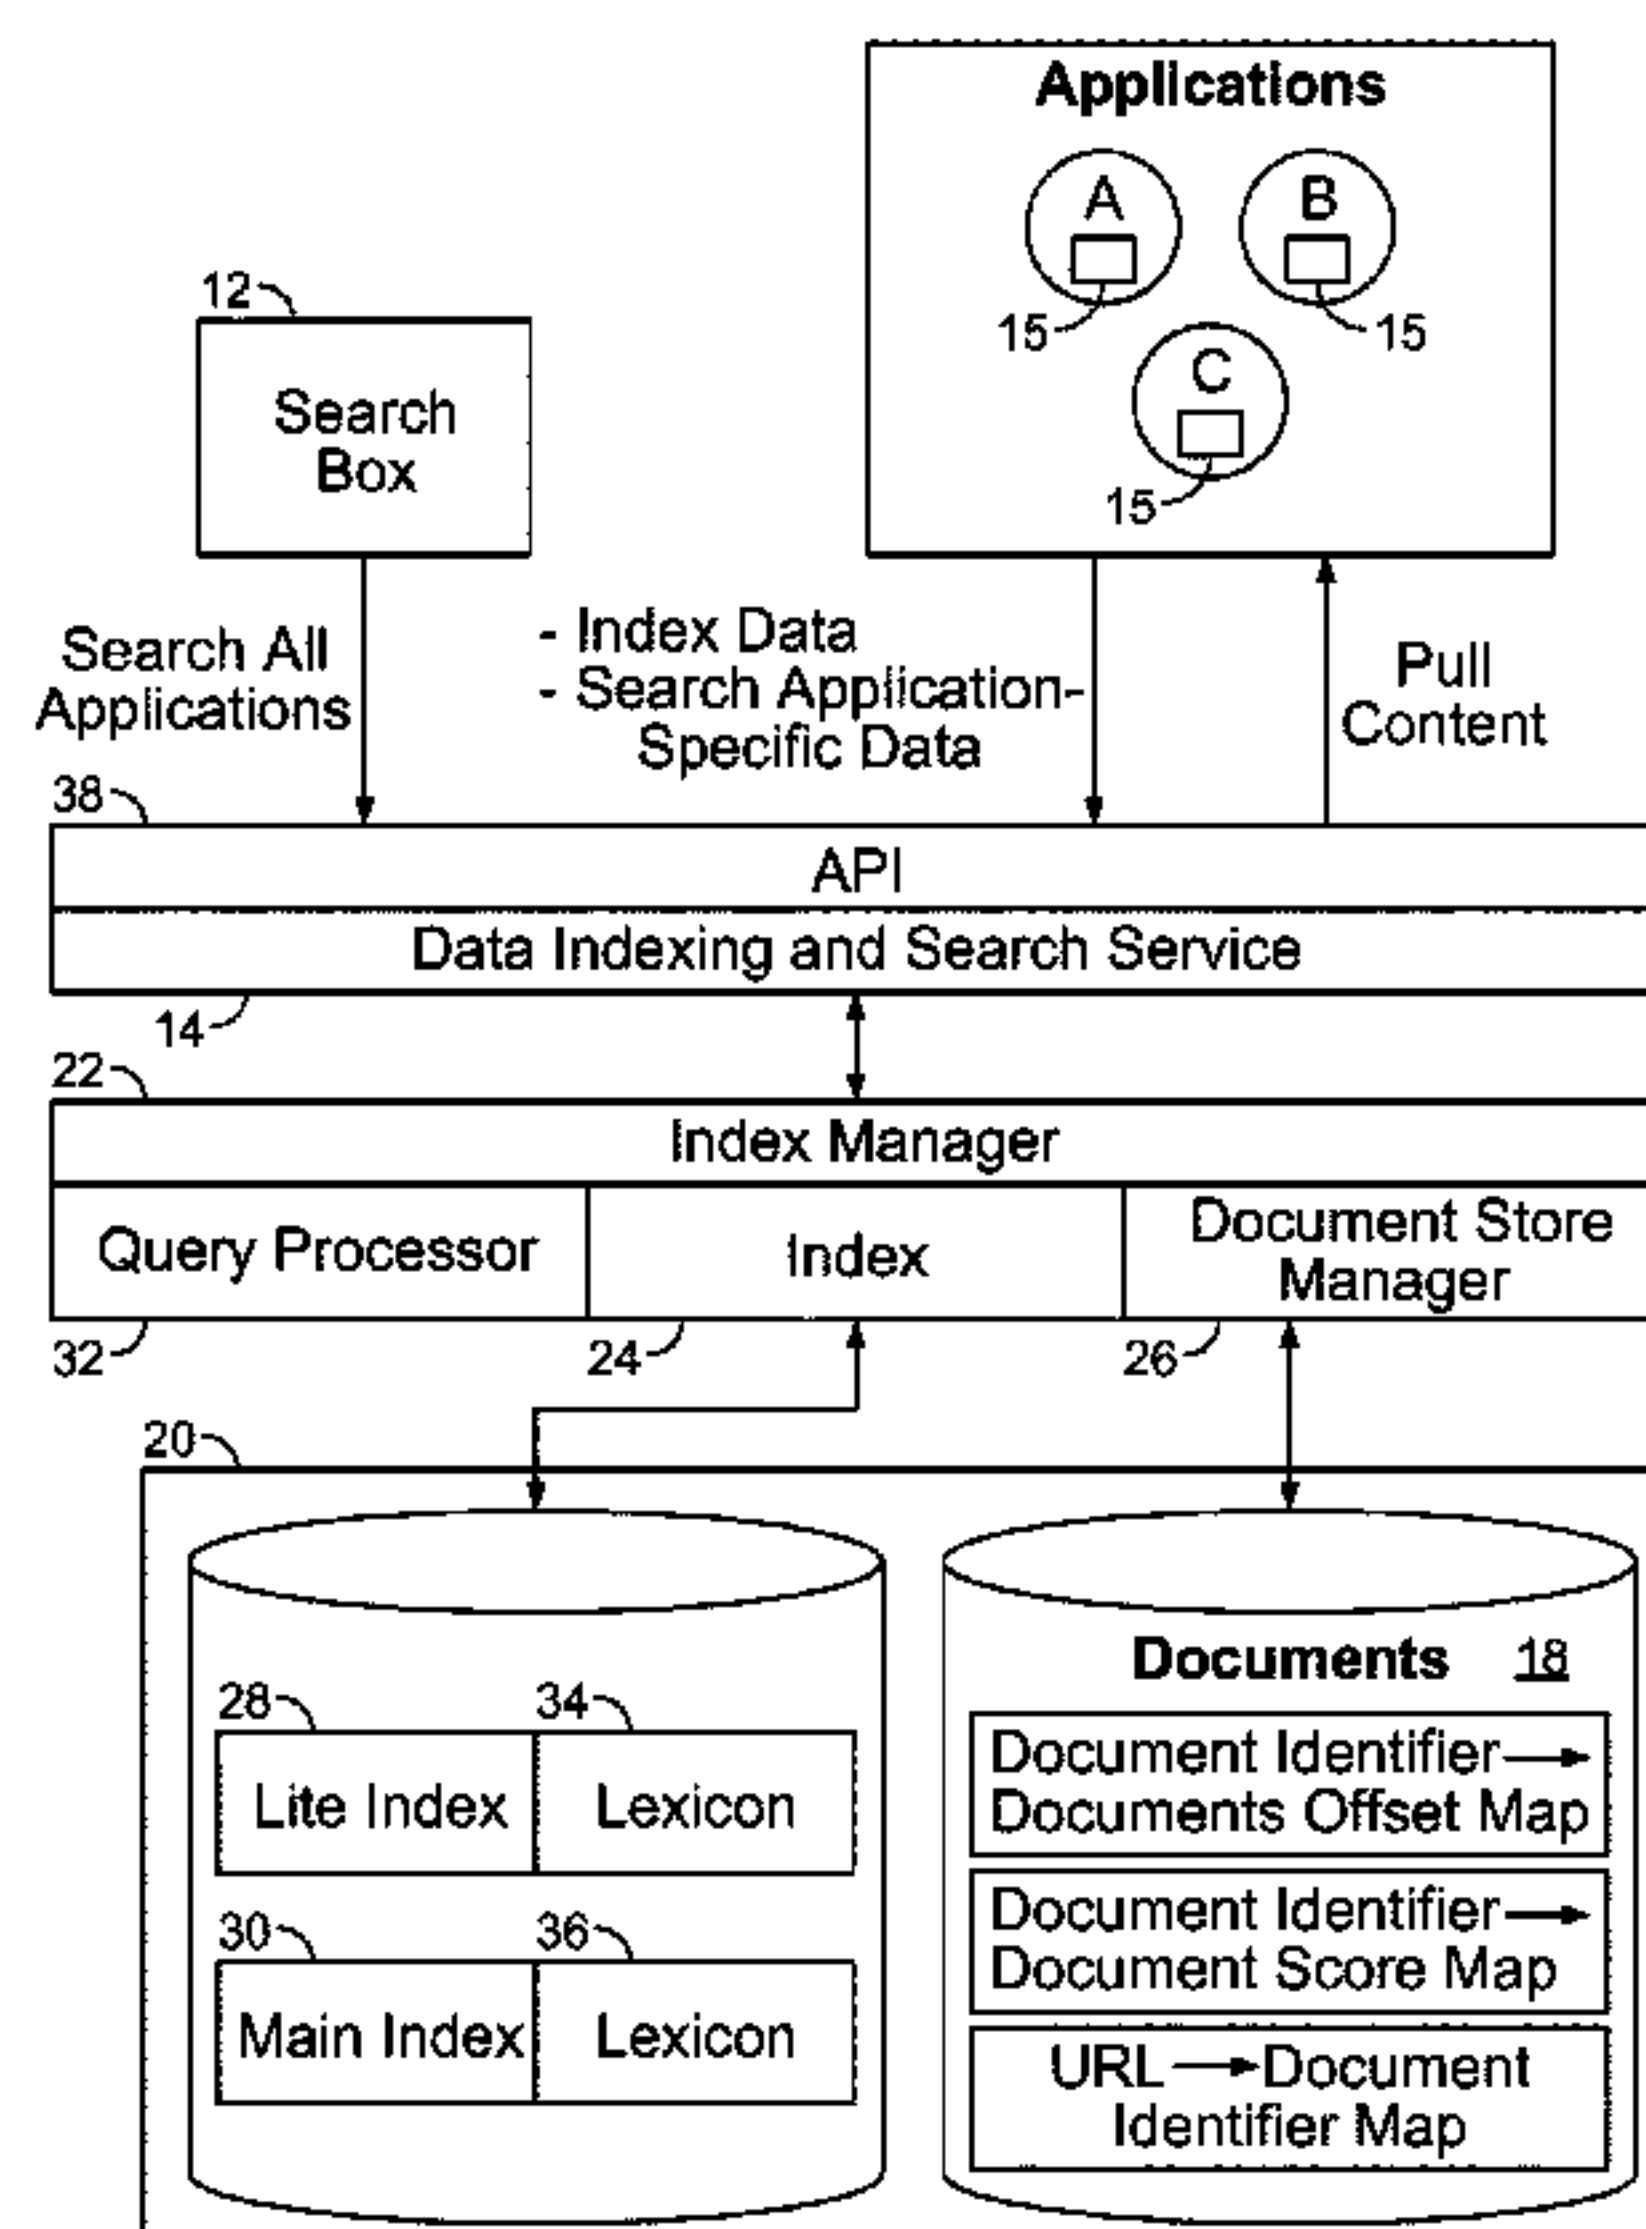 Applications
A
B
15
15
C
15
12
Search
Box
Search All
Applications
- Index Data
- Search Application-
Specific Data
Pull
Content
38
API
Data Indexing and Search Service
14
22
Index Manager
Query Processor
Index
Document Store
Manager
32
24
26
20
28
34
Lite Index
Lexicon
30
36
Main Index
Lexicon
Documents 18
Document Identifier→
Documents Offset Map
Document Identifier→
Document Score Map
URL→Document
Identifier Map